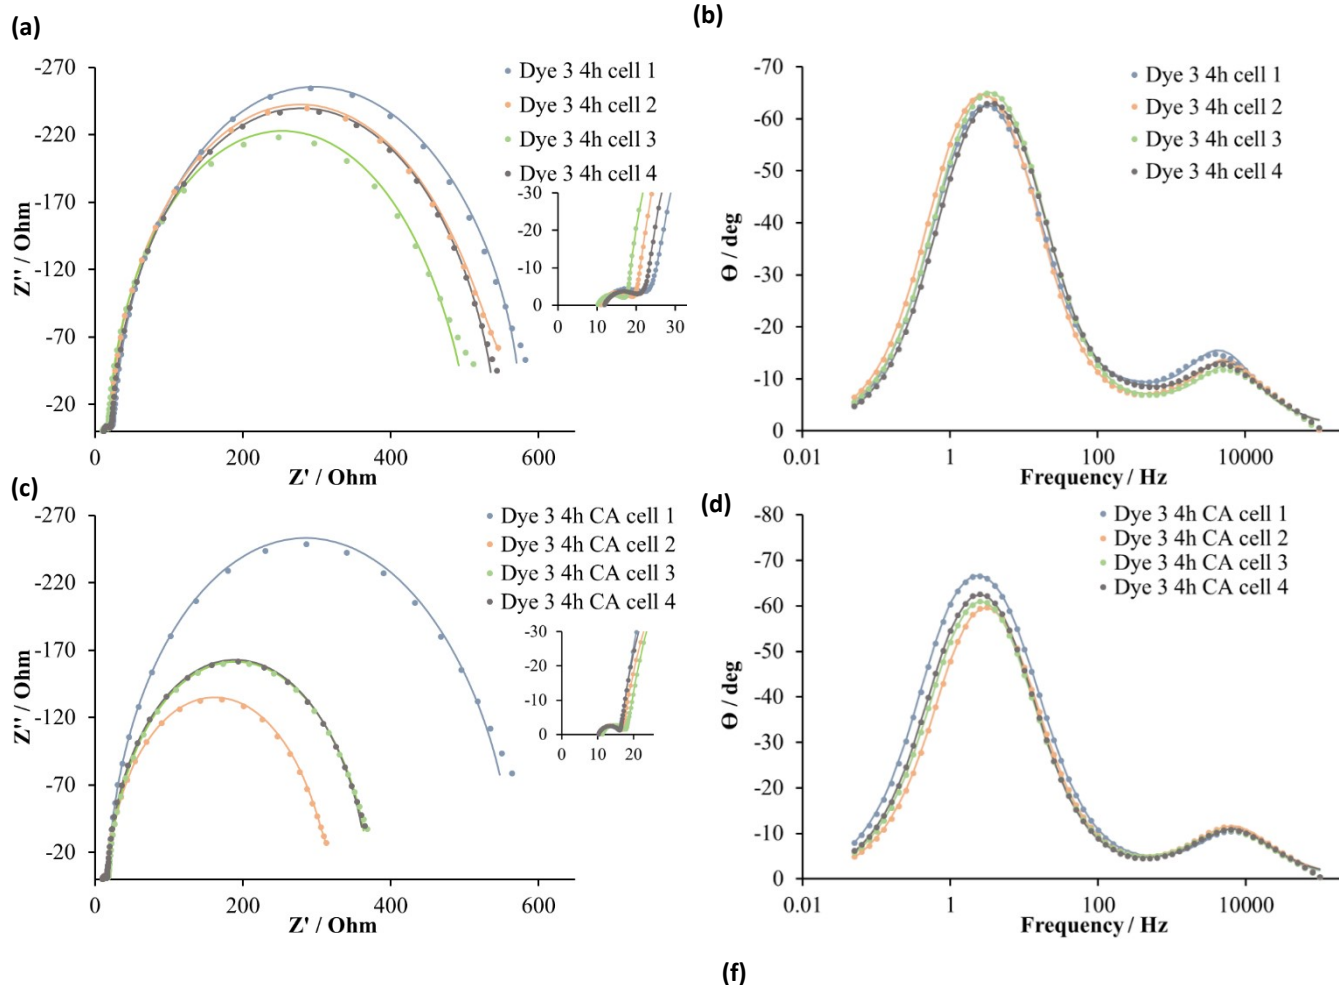 (a)
-270
-220
-170
-120
-70
-20
Z'' / Ohm
0
200
400
600
Z' / Ohm
Dye 3 4h cell 1
Dye 3 4h cell 2
Dye 3 4h cell 3
Dye 3 4h cell 4
-30
-20
-10
0
0 10 20 30
(b)
-70
-60
-50
-40
-30
-20
-10
0
Θ / deg
0.01 1 100 10000
Frequency / Hz
Dye 3 4h cell 1
Dye 3 4h cell 2
Dye 3 4h cell 3
Dye 3 4h cell 4
(c)
-270
-220
-170
-120
-70
-20
Z'' / Ohm
0 200 400 600
Z' / Ohm
Dye 3 4h CA cell 1
Dye 3 4h CA cell 2
Dye 3 4h CA cell 3
Dye 3 4h CA cell 4
-30
-20
-10
0
0 10 20
(d)
-80
-70
-60
-50
-40
-30
-20
-10
0
Θ / deg
0.01 1 100 10000
Frequency / Hz
Dye 3 4h CA cell 1
Dye 3 4h CA cell 2
Dye 3 4h CA cell 3
Dye 3 4h CA cell 4
(f)